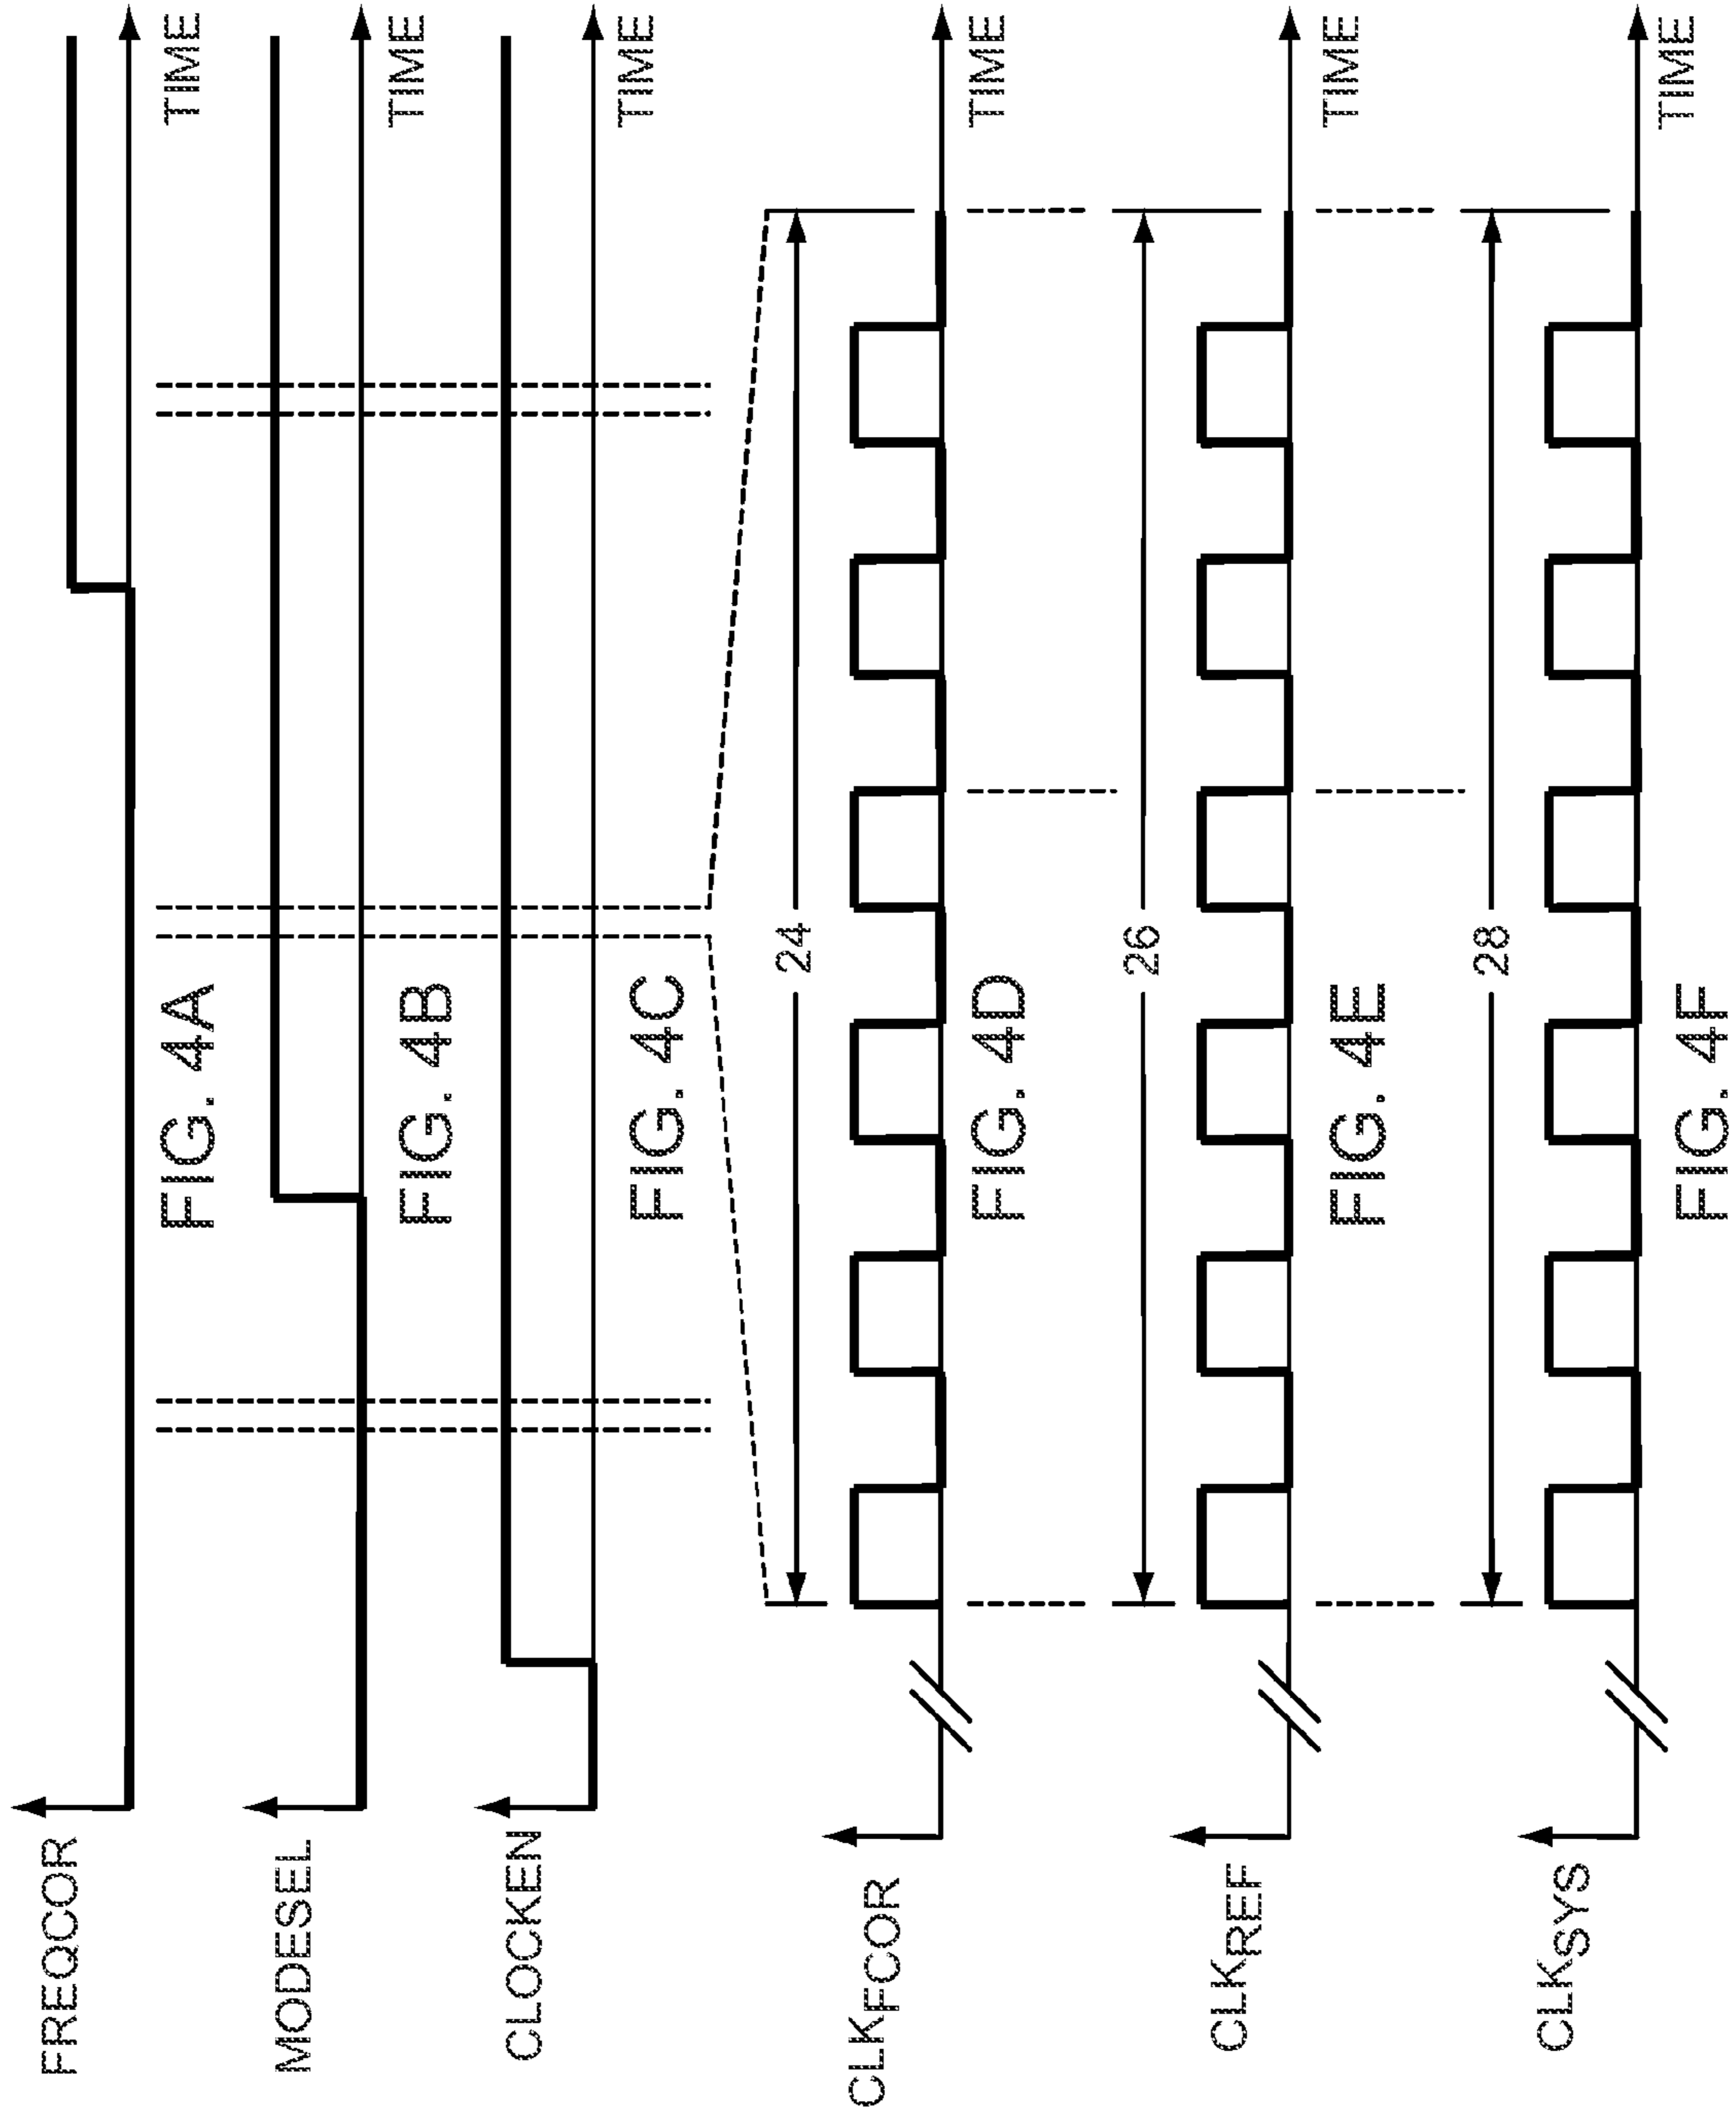 FREQCOR
TIME
FIG. 4A
MODESEL
TIME
FIG. 4B
CLOCKEN
TIME
FIG. 4C
24
CLKFCOR
TIME
FIG. 4D
26
CLKREF
TIME
FIG. 4E
28
CLKSYS
TIME
FIG. 4F